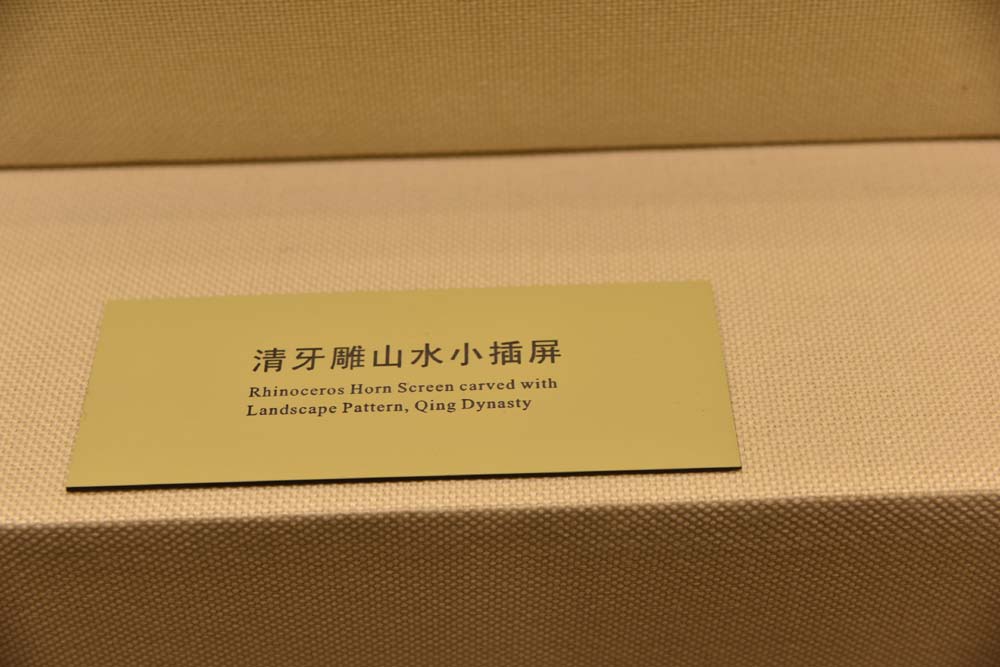 清牙雕山水小插屏
Rhinoceros Horn Screen carved with
Landscape Pattern, Qing Dynasty